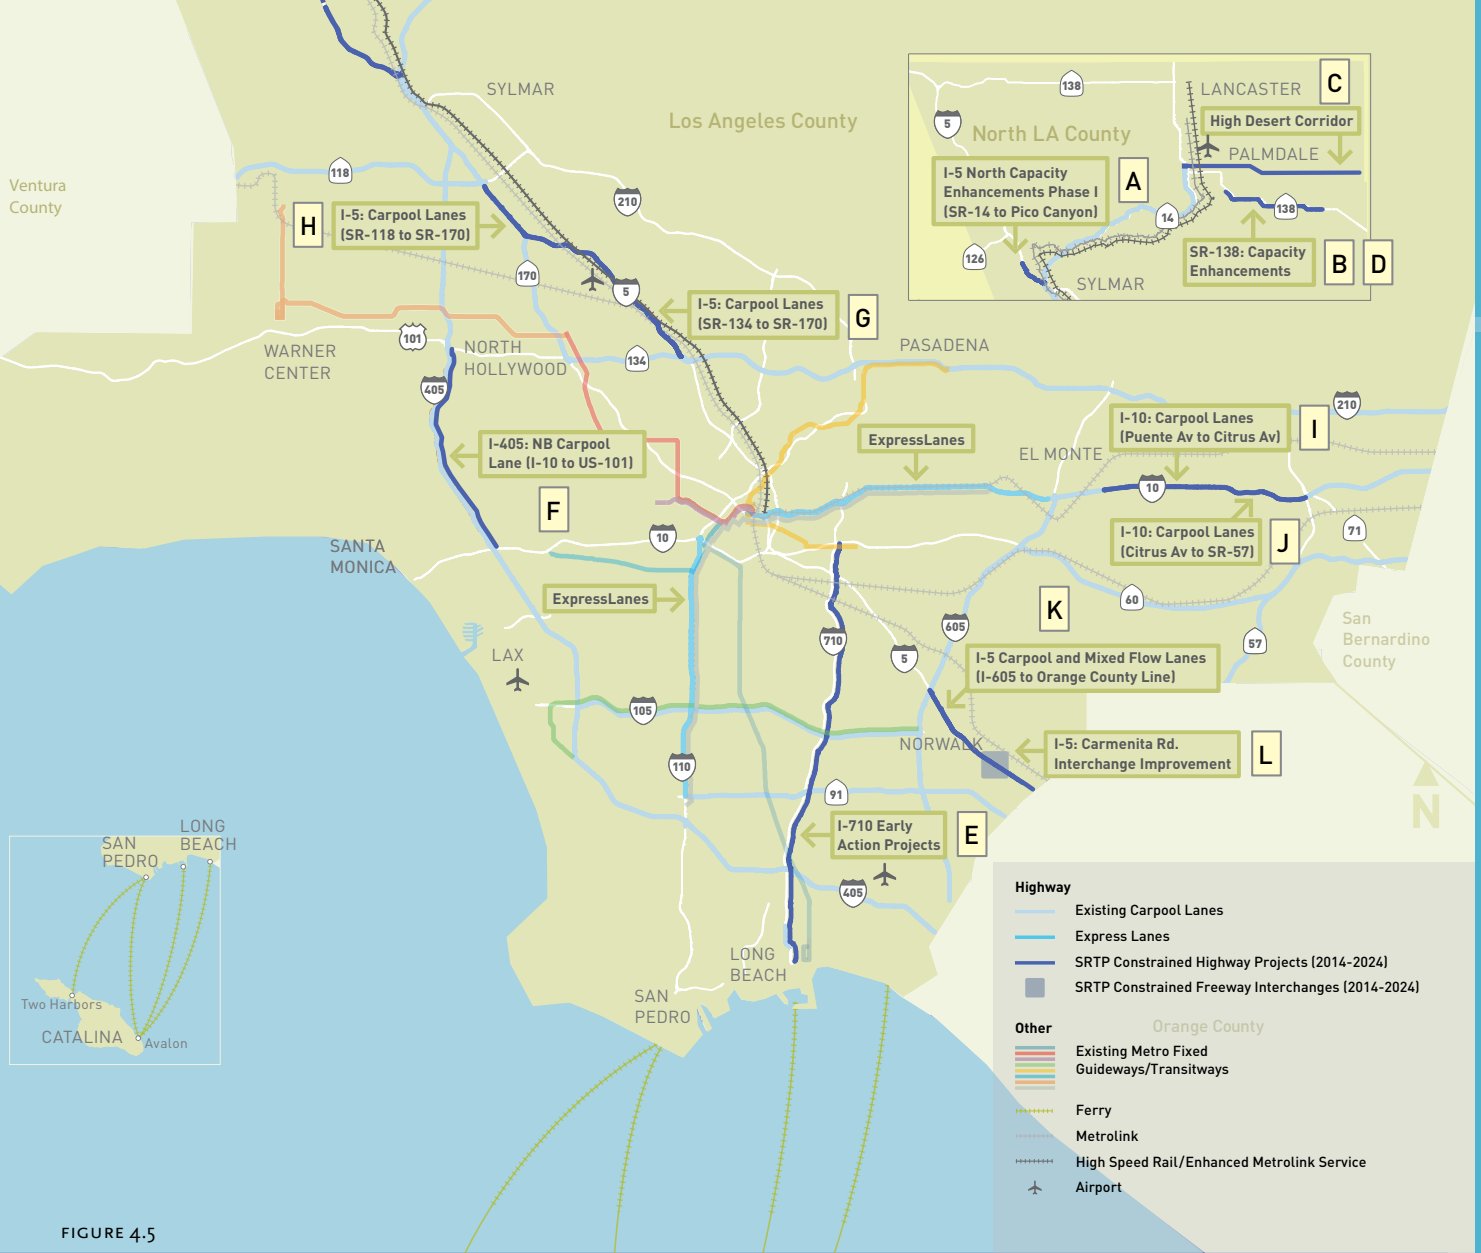 SYLMAR
Los Angeles County
Ventura
County
118
210
H
I-5: Carpool Lanes
(SR-118 to SR-170)
170
5
I-5: Carpool Lanes
(SR-134 to SR-170)
G
138
LANCASTER
C
High Desert Corridor
5
North LA County
PALMDALE
I-5 North Capacity
Enhancements Phase I
(SR-14 to Pico Canyon)
A
14
138
126
SR-138: Capacity
Enhancements
B
D
SYLMAR
WARNER
CENTER
101
NORTH
HOLLYWOOD
134
PASADENA
405
210
I-405: NB Carpool
Lane (I-10 to US-101)
F
ExpressLanes
EL MONTE
I-10: Carpool Lanes
(Puente Av to Citrus Av)
I
10
I-10: Carpool Lanes
(Citrus Av to SR-57)
J
71
10
SANTA
MONICA
ExpressLanes
60
K
605
710
5
57
San
Bernardino
County
I-5 Carpool and Mixed Flow Lanes
(I-605 to Orange County Line)
LAX
105
NORWALK
I-5: Carmenita Rd.
Interchange Improvement
L
110
91
I-710 Early
Action Projects
E
405
N
LONG
BEACH
SAN
PEDRO
LONG
BEACH
SAN
PEDRO
Two Harbors
CATALINA
Avalon
Highway
Existing Carpool Lanes
Express Lanes
SRTP Constrained Highway Projects (2014-2024)
SRTP Constrained Freeway Interchanges (2014-2024)
Orange County
Other
Existing Metro Fixed
Guideways/Transitways
Ferry
Metrolink
High Speed Rail/Enhanced Metrolink Service
Airport
FIGURE 4.5